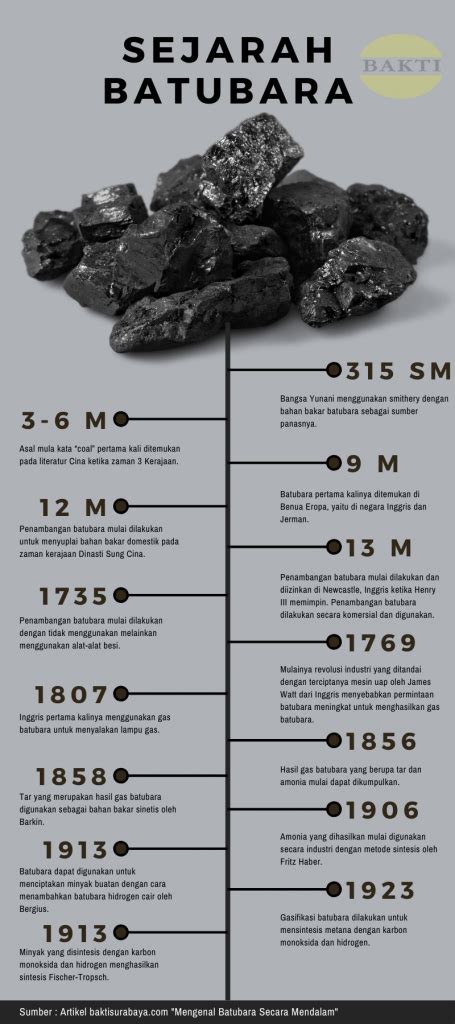 SEJARAH
BATUBARA
BAKTI
315 SM
Bangsa Yunani menggunakan smithery dengan
bahan bakar batubara sebagai sumber
panasnya.
3-6 M
Asal mula kata "coal" pertama kali ditemukan
pada literatur Cina ketika zaman 3 Kerajaan.
9 M
Batubara pertama kalinya ditemukan di
Benua Eropa, yaitu di negara Inggris dan
Jerman.
12 M
Penambangan batubara mulai dilakukan
untuk menyuplai bahan bakar domestik pada
zaman kerajaan Dinasti Sung Cina.
13 M
Penambangan batubara mulai dilakukan dan
diizinkan di Newcastle, Inggris ketika Henry
III memimpin. Penambangan batubara
dilakukan secara komersial dan digunakan.
1735
Penambangan batubara mulai dilakukan
dengan tidak menggunakan melainkan
menggunakan alat-alat besi.
1769
Mulainya revolusi industri yang ditandai
dengan terciptanya mesin uap oleh James
Watt dari Inggris menyebabkan permintaan
batubara meningkat untuk menghasilkan gas
batubara.
1807
Inggris pertama kalinya menggunakan gas
batubara untuk menyalakan lampu gas.
1856
Hasil gas batubara yang berupa tar dan
amonia mulai dapat dikumpulkan.
1858
Tar yang merupakan hasil gas batubara
digunakan sebagai bahan bakar sinetis oleh
Barkin.
1906
Amonia yang dihasilkan mulai digunakan
secara industri dengan metode sintesis oleh
Fritz Haber.
1913
Batubara dapat digunakan untuk
menciptakan minyak buatan dengan cara
menambahkan batubara hidrogen cair oleh
Bergius.
1923
Gasifikasi batubara dilakukan untuk
mensintesis metana dengan karbon
monoksida dan hidrogen.
1913
Minyak yang disintesis dengan karbon
monoksida dan hidrogen menghasilkan
sintesis Fischer-Tropsch.
Sumber : Artikel baktisurabaya.com "Mengenal Batubara Secara Mendalam"